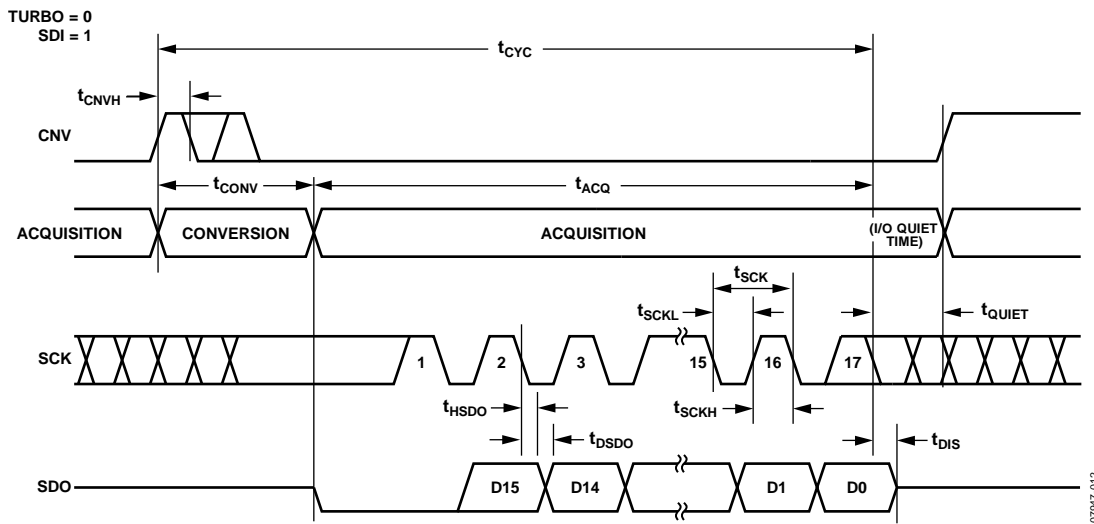 TURBO = 0
SDI = 1
tCYC
tCNVH
CNV
tCONV
tACQ
ACQUISITION
CONVERSION
ACQUISITION
(I/O QUIET
TIME)
tSCK
tSCKL
tQUIET
SCK
1
2
3
15
16
17
tHSDO
tSCKH
tDSDO
tDIS
SDO
D15
D14
D1
D0
07947-012